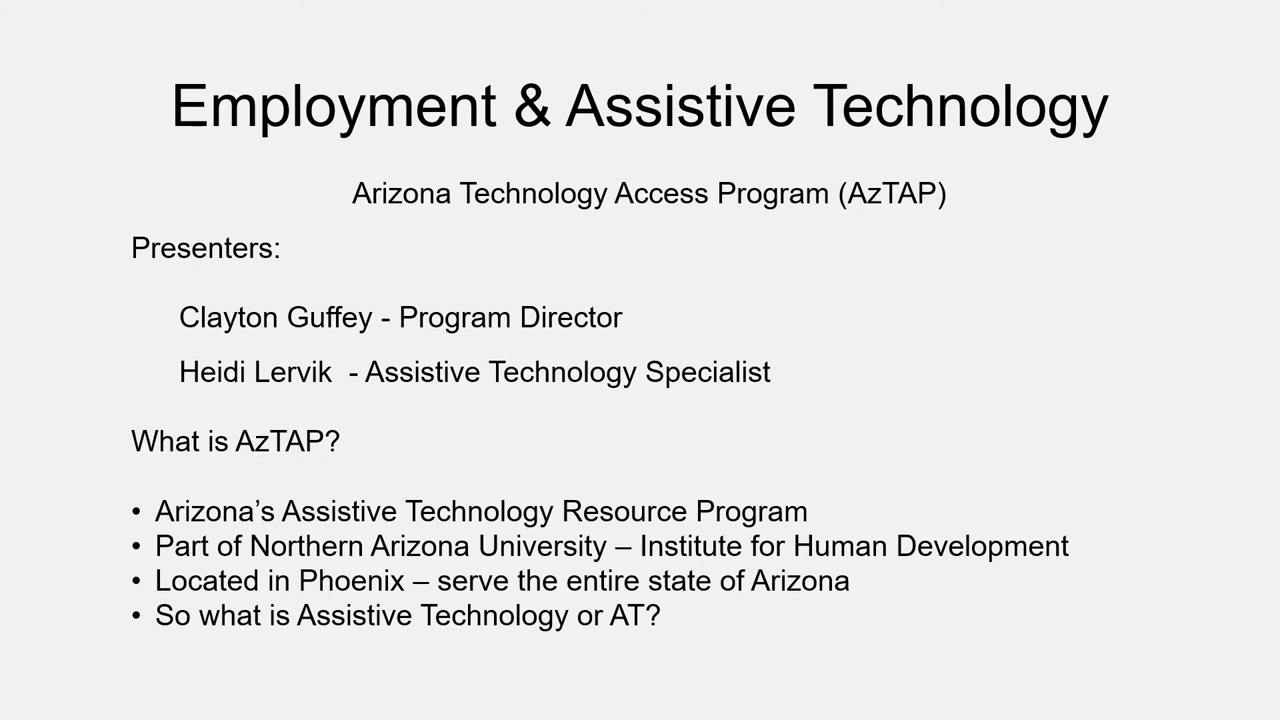 Employment & Assistive Technology
Arizona Technology Access Program (AzTAP)
Presenters:
Clayton Guffey - Program Director
Heidi Lervik  - Assistive Technology Specialist
What is AzTAP?
• Arizona’s Assistive Technology Resource Program
• Part of Northern Arizona University – Institute for Human Development
• Located in Phoenix – serve the entire state of Arizona
• So what is Assistive Technology or AT?